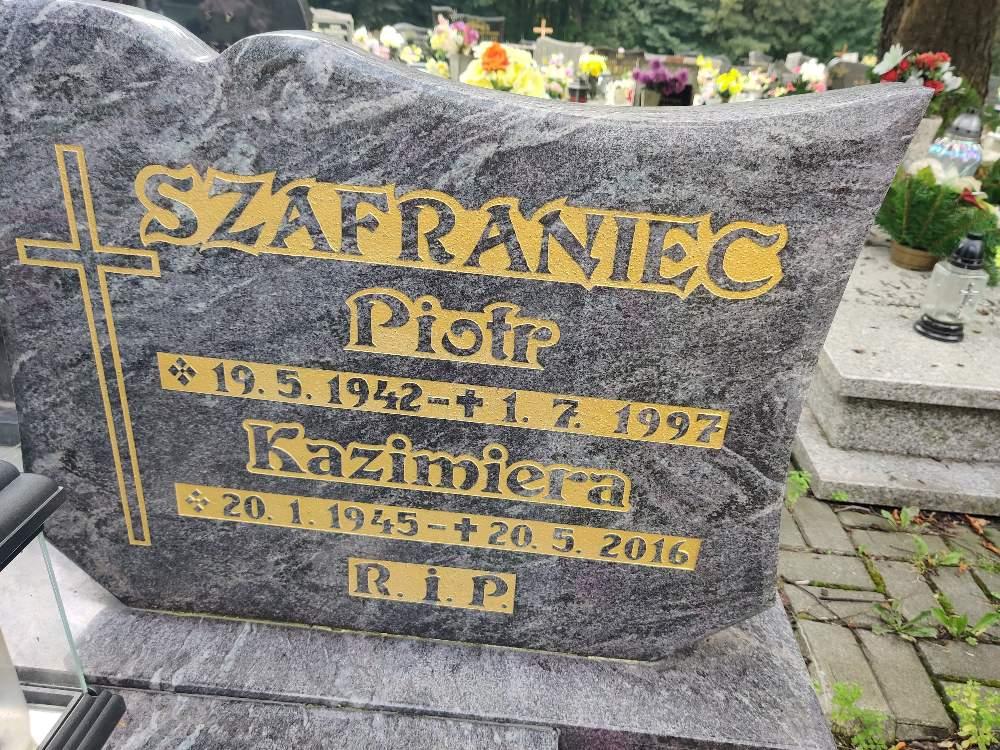 SZAFRANIEC
Piotr
19. 5. 1942 - ✝ 1. 7. 1997
Kazimiera
20. 1. 1945 - ✝ 20. 5. 2016
R. i. P.